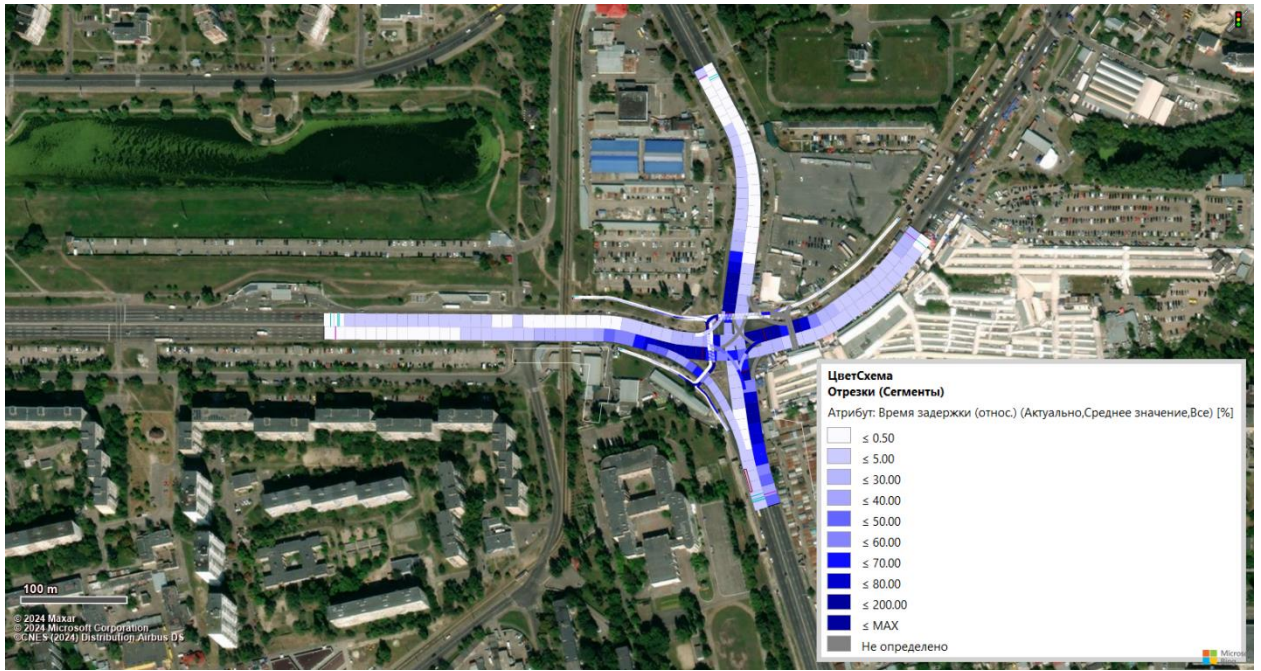 ЦветСхема
Отрезки (Сегменты)
Атрибут: Время задержки (относ.) (Актуально,Среднее значение,Все) [%]
≤ 0.50
≤ 5.00
≤ 30.00
≤ 40.00
≤ 50.00
≤ 60.00
≤ 70.00
≤ 80.00
≤ 200.00
≤ MAX
Не определено
100 m
© 2024 Maxar
© 2024 Microsoft Corporation
©CNES (2024) Distribution Airbus DS